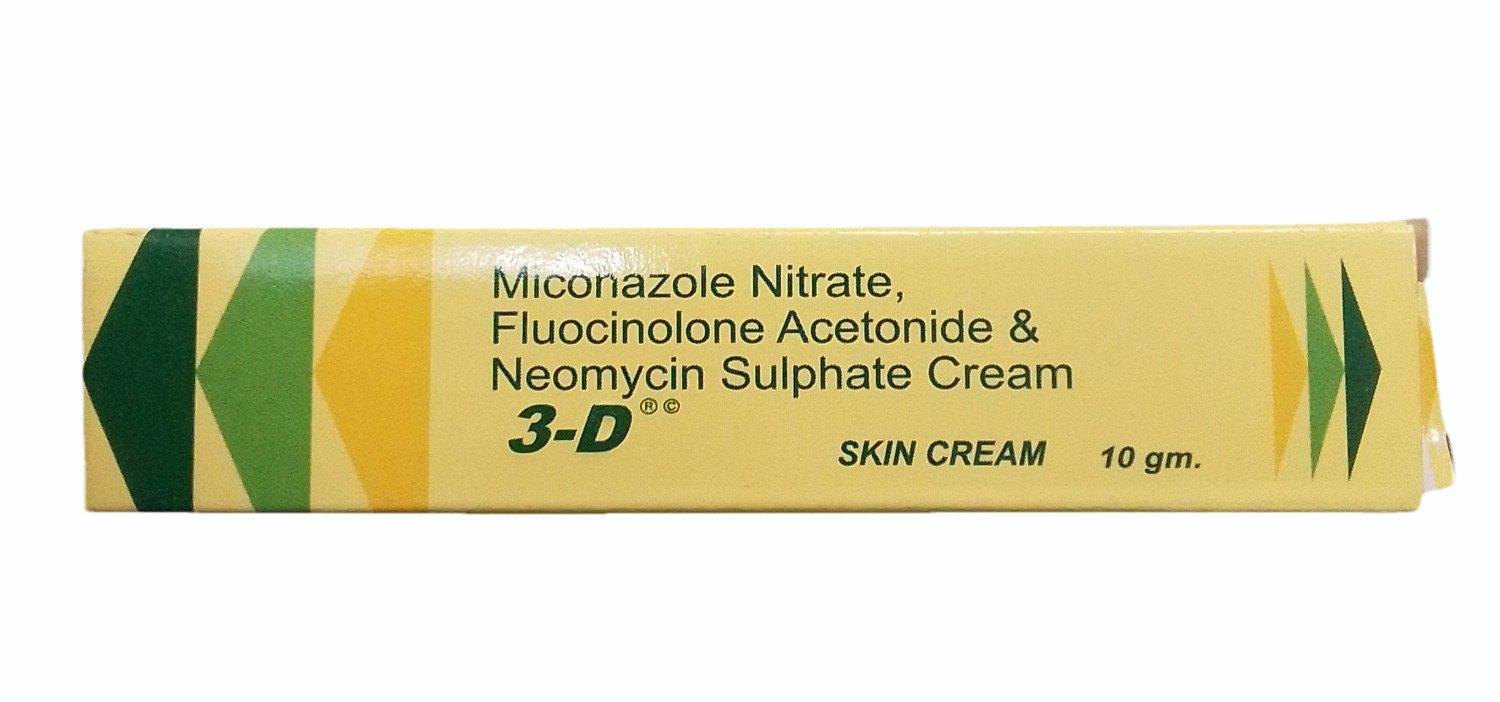 Miconazole Nitrate,
Fluocinolone Acetonide &
Neomycin Sulphate Cream
3-D®©
SKIN CREAM 10 gm.